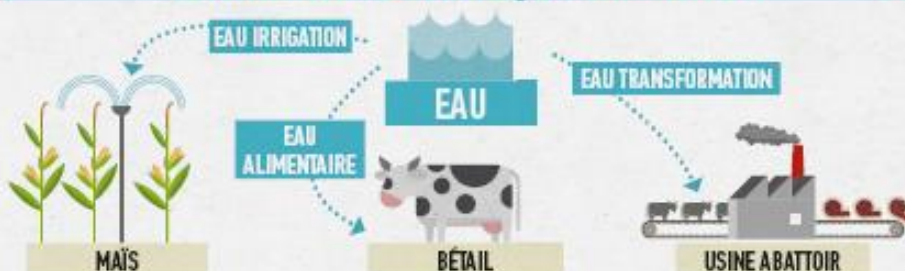 EAU IRRIGATION
EAU
EAU TRANSFORMATION
EAU
ALIMENTAIRE
MAÏS
BÉTAIL
USINE ABATTOIR